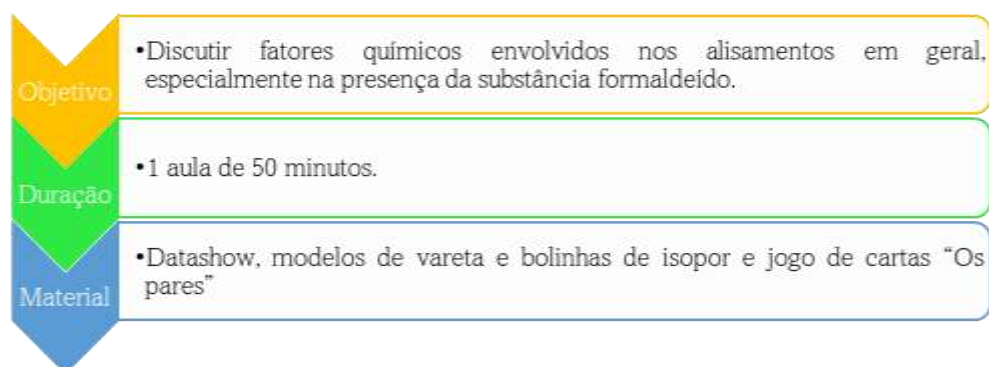 •Discutir fatores químicos envolvidos nos alisamentos em geral,
especialmente na presença da substância formaldeído.
Objetivo
•1 aula de 50 minutos.
Duração
•Datashow, modelos de vareta e bolinhas de isopor e jogo de cartas “Os
pares”
Material